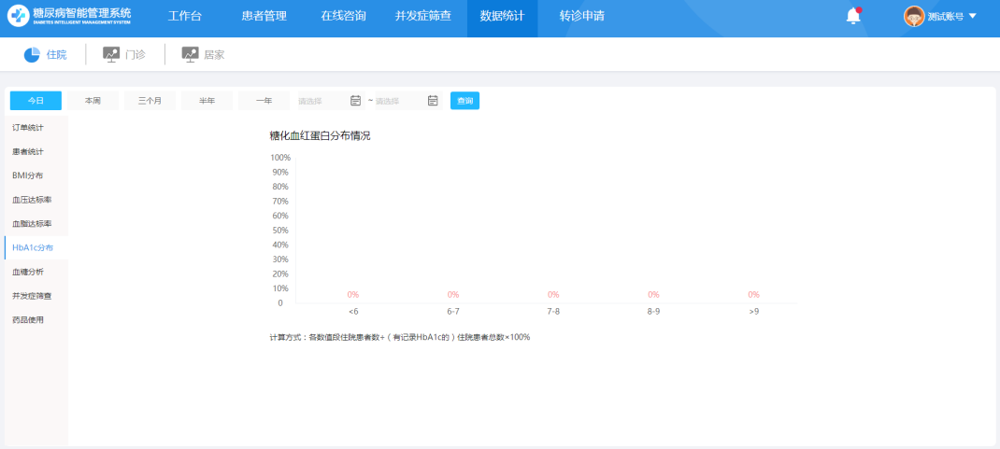 糖尿病智能管理系统 工作台 患者管理 在线咨询 并发症筛查 数据统计 转诊申请 测试账号
DIABETES INTELLIGENT MANAGEMENT SYSTEM
住院 门诊 居家
今日 本周 三个月 半年 一年 请选择 ~ 请选择 查询
订单统计
患者统计
BMI分布
血压达标率
血脂达标率
HbA1c分布
血糖分析
并发症筛查
药品使用
糖化血红蛋白分布情况
100%
90%
80%
70%
60%
50%
40%
30%
20%
10%
0
0% 0% 0% 0% 0%
<6 6-7 7-8 8-9 >9
计算方式：各数值段住院患者数÷（有记录HbA1c的）住院患者总数×100%